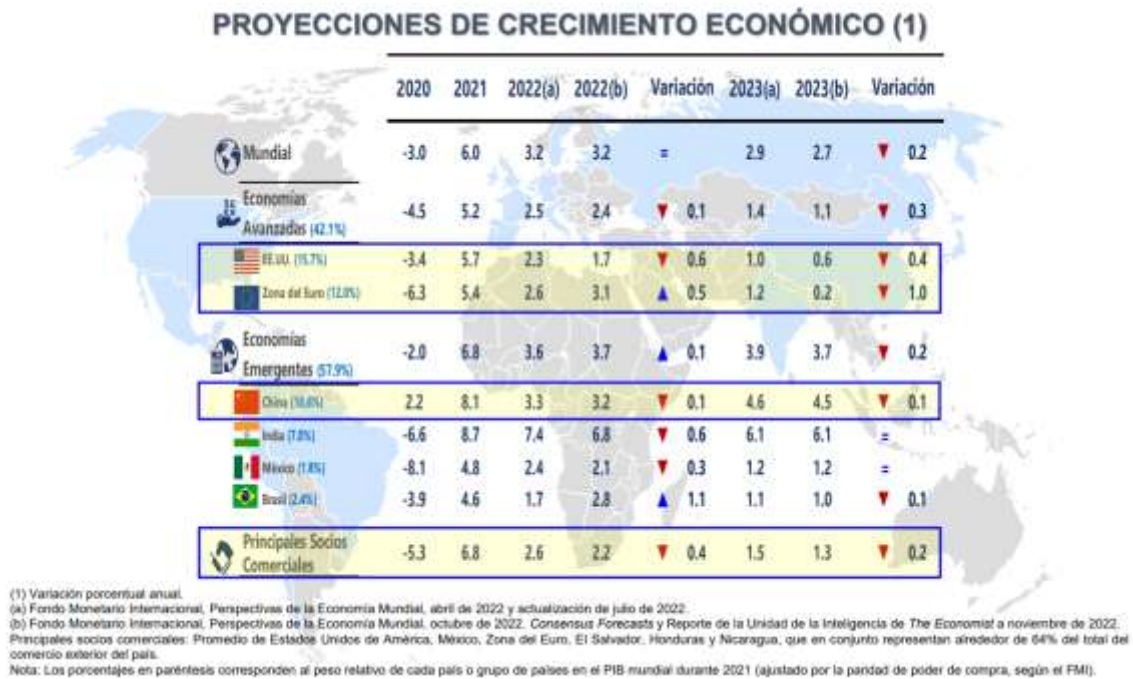 PROYECCIONES DE CRECIMIENTO ECONÓMICO (1)
2020 2021 2022(a) 2022(b) Variación 2023(a) 2023(b) Variación
Mundial -3.0 6.0 3.2 3.2 = 2.9 2.7 ▼ 0.2
Economías
Avanzadas (42.1%) -4.5 5.2 2.5 2.4 ▼ 0.1 1.4 1.1 ▼ 0.3
EE.UU. (15.7%) -3.4 5.7 2.3 1.7 ▼ 0.6 1.0 0.6 ▼ 0.4
Zona del Euro (12.0%) -6.3 5.4 2.6 3.1 ▲ 0.5 1.2 0.2 ▼ 1.0
Economías
Emergentes (57.9%) -2.0 6.8 3.6 3.7 ▲ 0.1 3.9 3.7 ▼ 0.2
China 2.2 8.1 3.3 3.2 ▼ 0.1 4.6 4.5 ▼ 0.1
India (7.0%) -6.6 8.7 7.4 6.8 ▼ 0.6 6.1 6.1 =
México (1.8%) -8.1 4.8 2.4 2.1 ▼ 0.3 1.2 1.2 =
Brasil (2.4%) -3.9 4.6 1.7 2.8 ▲ 1.1 1.1 1.0 ▼ 0.1
Principales Socios
Comerciales -5.3 6.8 2.6 2.2 ▼ 0.4 1.5 1.3 ▼ 0.2
(1) Variación porcentual anual.
(a) Fondo Monetario Internacional, Perspectivas de la Economía Mundial, abril de 2022 y actualización de julio de 2022.
(b) Fondo Monetario Internacional, Perspectivas de la Economía Mundial, octubre de 2022. Consensus Forecasts y Reporte de la Unidad de la Inteligencia de The Economist a noviembre de 2022.
Principales socios comerciales: Promedio de Estados Unidos de América, México, Zona del Euro, El Salvador, Honduras y Nicaragua, que en conjunto representan alrededor de 64% del total del
comercio exterior del país.
Nota: Los porcentajes en paréntesis corresponden al peso relativo de cada país o grupo de países en el PIB mundial durante 2021 (ajustado por la paridad de poder de compra, según el FMI).